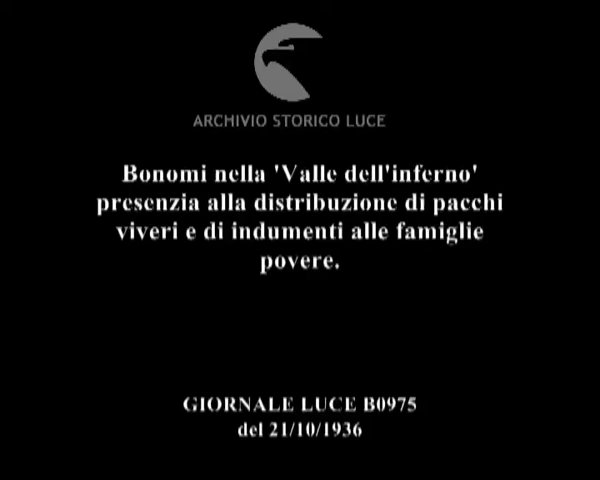 ARCHIVIO STORICO LUCE
Bonomi nella 'Valle dell'inferno'
presenzia alla distribuzione di pacchi
viveri e di indumenti alle famiglie
povere.
GIORNALE LUCE B0975
del 21/10/1936